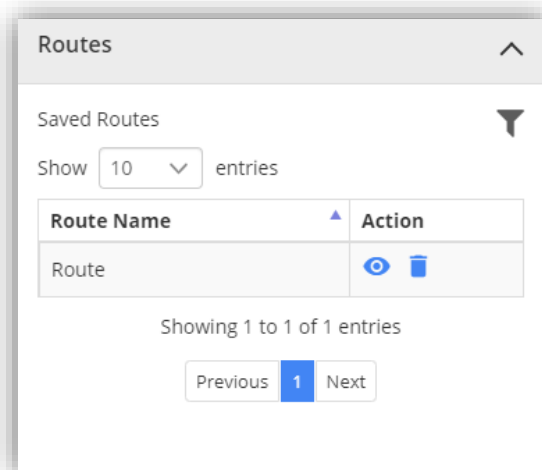 Routes
Saved Routes
Show 10 entries
Route Name Action
Route
Showing 1 to 1 of 1 entries
Previous 1 Next